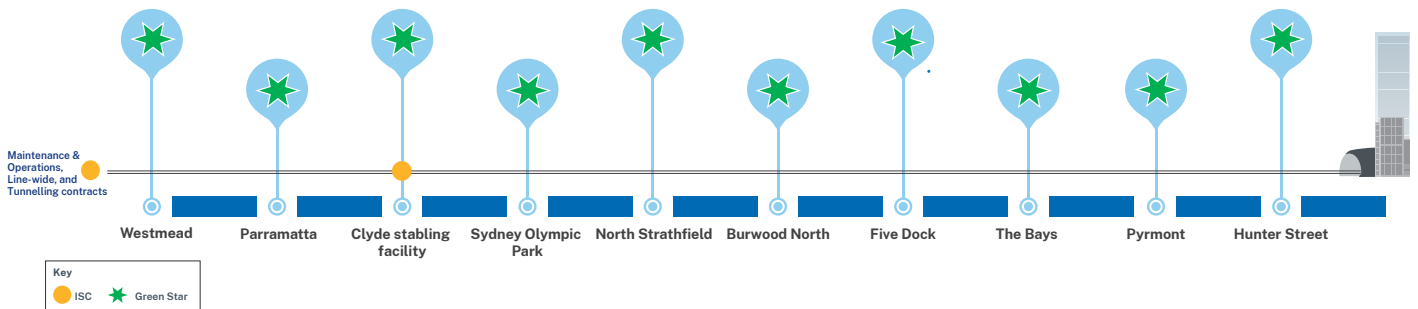 Maintenance &
Operations,
Line-wide, and
Tunnelling contracts
Westmead
Parramatta
Clyde stabling
facility
Sydney Olympic
Park
North Strathfield
Burwood North
Five Dock
The Bays
Pyrmont
Hunter Street
Key
ISC
Green Star